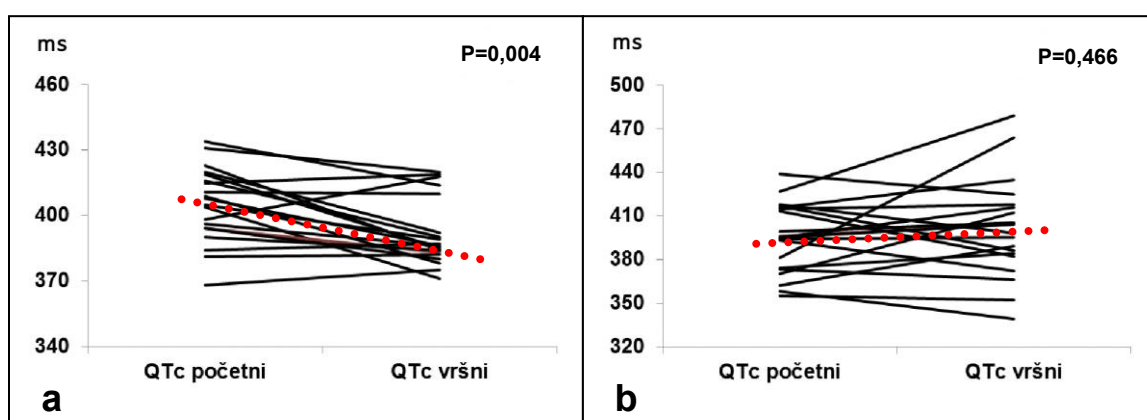 ms
P=0,004
460
430
400
370
340
QTc početni QTc vršni
a
ms
P=0,466
500
470
440
410
380
350
320
QTc početni QTc vršni
b